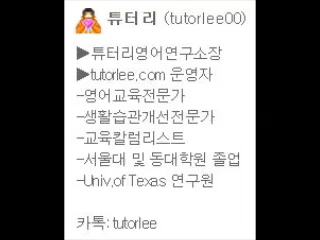 튜터리 (tutorlee00)
▶튜터리영어연구소장
▶tutorlee.com 운영자
-영어교육전문가
-생활습관개선전문가
-교육칼럼리스트
-서울대 및 동대학원 졸업
-Univ.of Texas 연구원
카톡: tutorlee